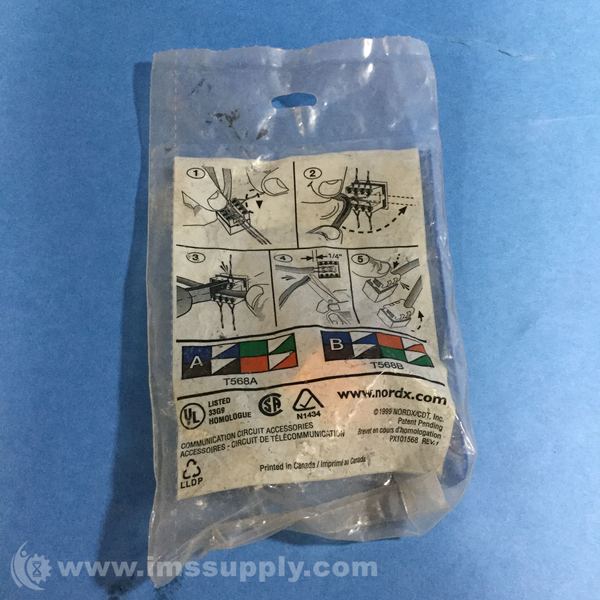 1
2
3
4
1/4"
5
A
T568A
B
T568B
UL
LISTED
33G9
HOMOLOGUE
SA
N1434
www.nordx.com
©1999 NORDX/CDT, Inc.
Patent Pending
Brevet en cours d'homologation
PX101568 REV.
COMMUNICATION CIRCUIT ACCESSORIES
ACCESSOIRES - CIRCUIT DE TÉLÉCOMMUNICATION
LLDP
Printed in Canada / Imprimé au Canada
www.imssupply.com